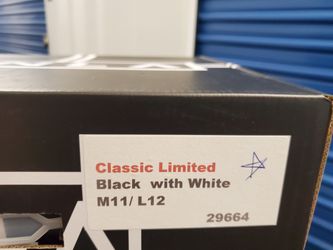 Classic Limited
Black with White
M11/ L12
29664